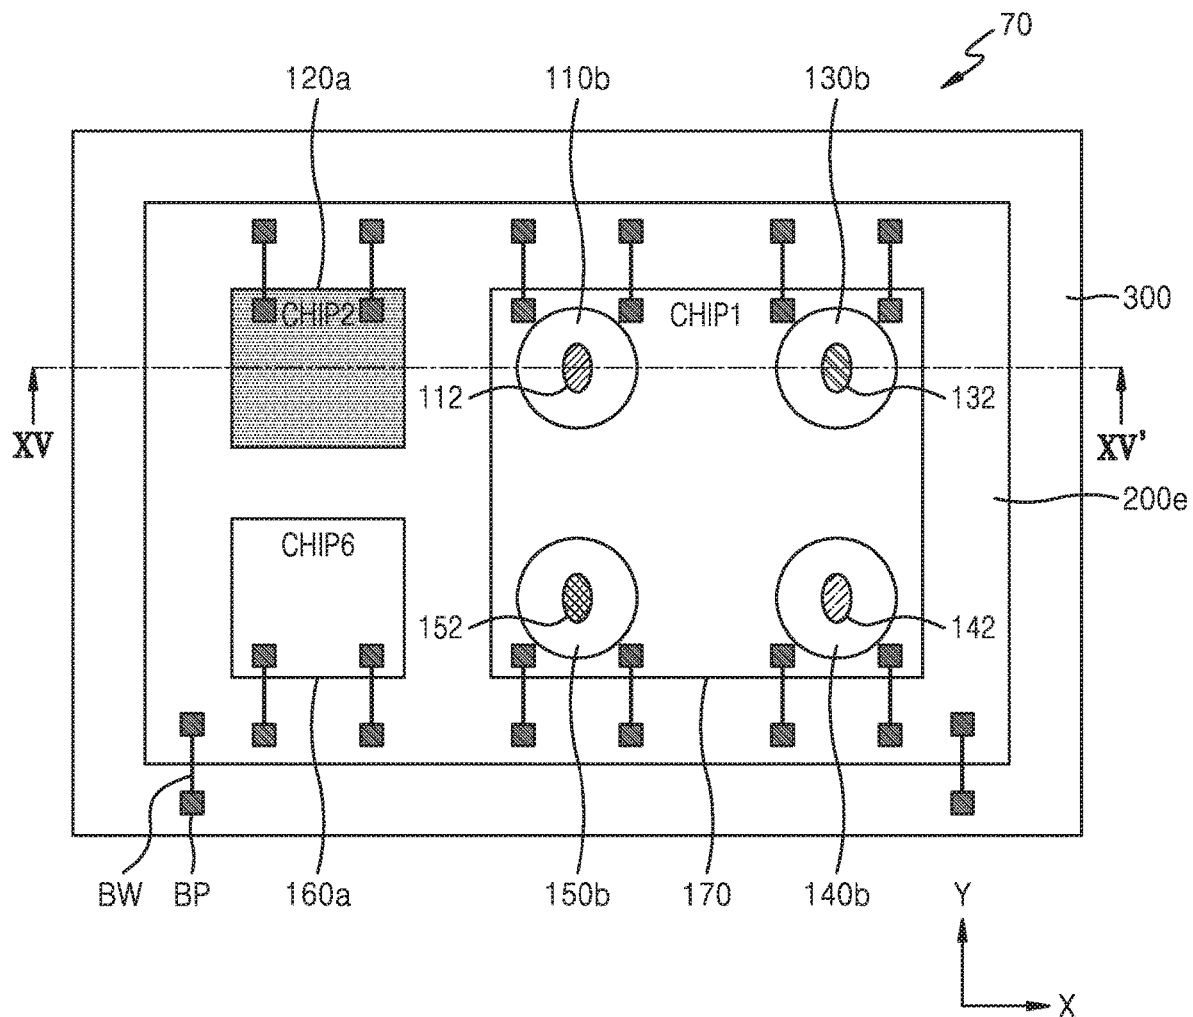 70
120a
110b
130b
CHIP2
CHIP1
300
112
132
XV
XV'
200e
CHIP6
152
142
BW
BP
160a
150b
170
140b
Y
X